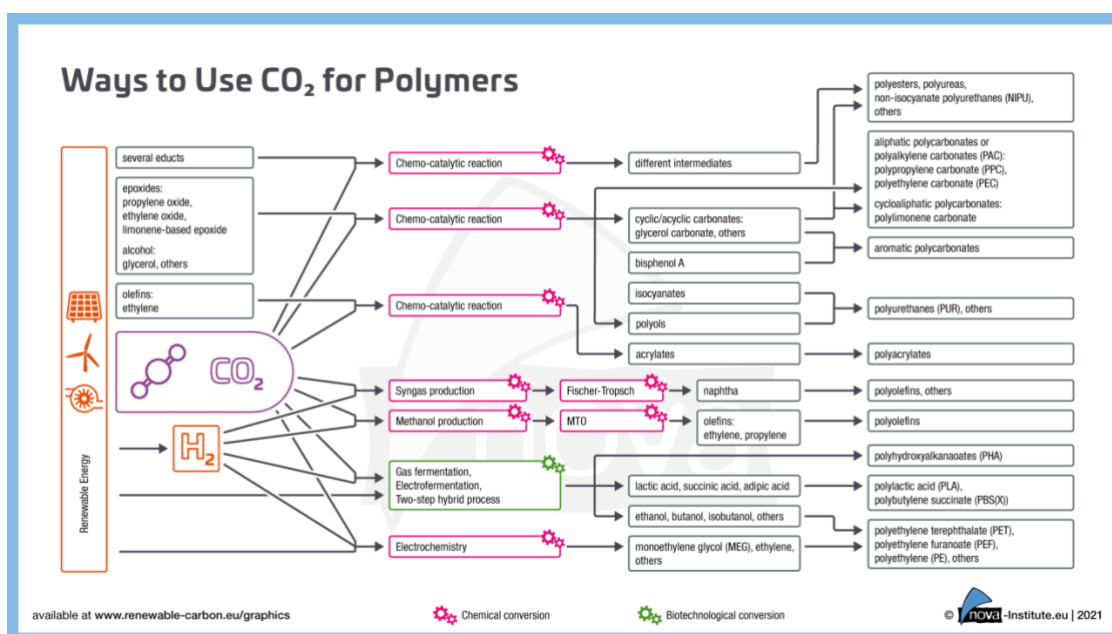 Ways to Use CO₂ for Polymers
several educts
epoxides:
propylene oxide,
ethylene oxide,
limonene-based epoxide
alcohol:
glycerol, others
olefins:
ethylene
CO₂
H₂
Renewable Energy
Chemo-catalytic reaction
Chemo-catalytic reaction
Chemo-catalytic reaction
Syngas production
Methanol production
Gas fermentation,
Electrofermentation,
Two-step hybrid process
Electrochemistry
Fischer-Tropsch
MTO
different intermediates
cyclic/acyclic carbonates:
glycerol carbonate, others
bisphenol A
isocyanates
polyols
acrylates
naphtha
olefins:
ethylene, propylene
lactic acid, succinic acid, adipic acid
ethanol, butanol, isobutanol, others
monoethylene glycol (MEG), ethylene,
others
polyesters, polyureas,
non-isocyanate polyurethanes (NIPU),
others
aliphatic polycarbonates or
polyalkylene carbonates (PAC):
polypropylene carbonate (PPC),
polyethylene carbonate (PEC)
cycloaliphatic polycarbonates:
polylimonene carbonate
aromatic polycarbonates
polyurethanes (PUR), others
polyacrylates
polyolefins, others
polyolefins
polyhydroxyalkanaoates (PHA)
polylactic acid (PLA),
polybutylene succinate (PBS(X))
polyethylene terephthalate (PET),
polyethylene furanoate (PEF),
polyethylene (PE), others
nova
available at www.renewable-carbon.eu/graphics
Chemical conversion
Biotechnological conversion
© nova-Institute.eu | 2021